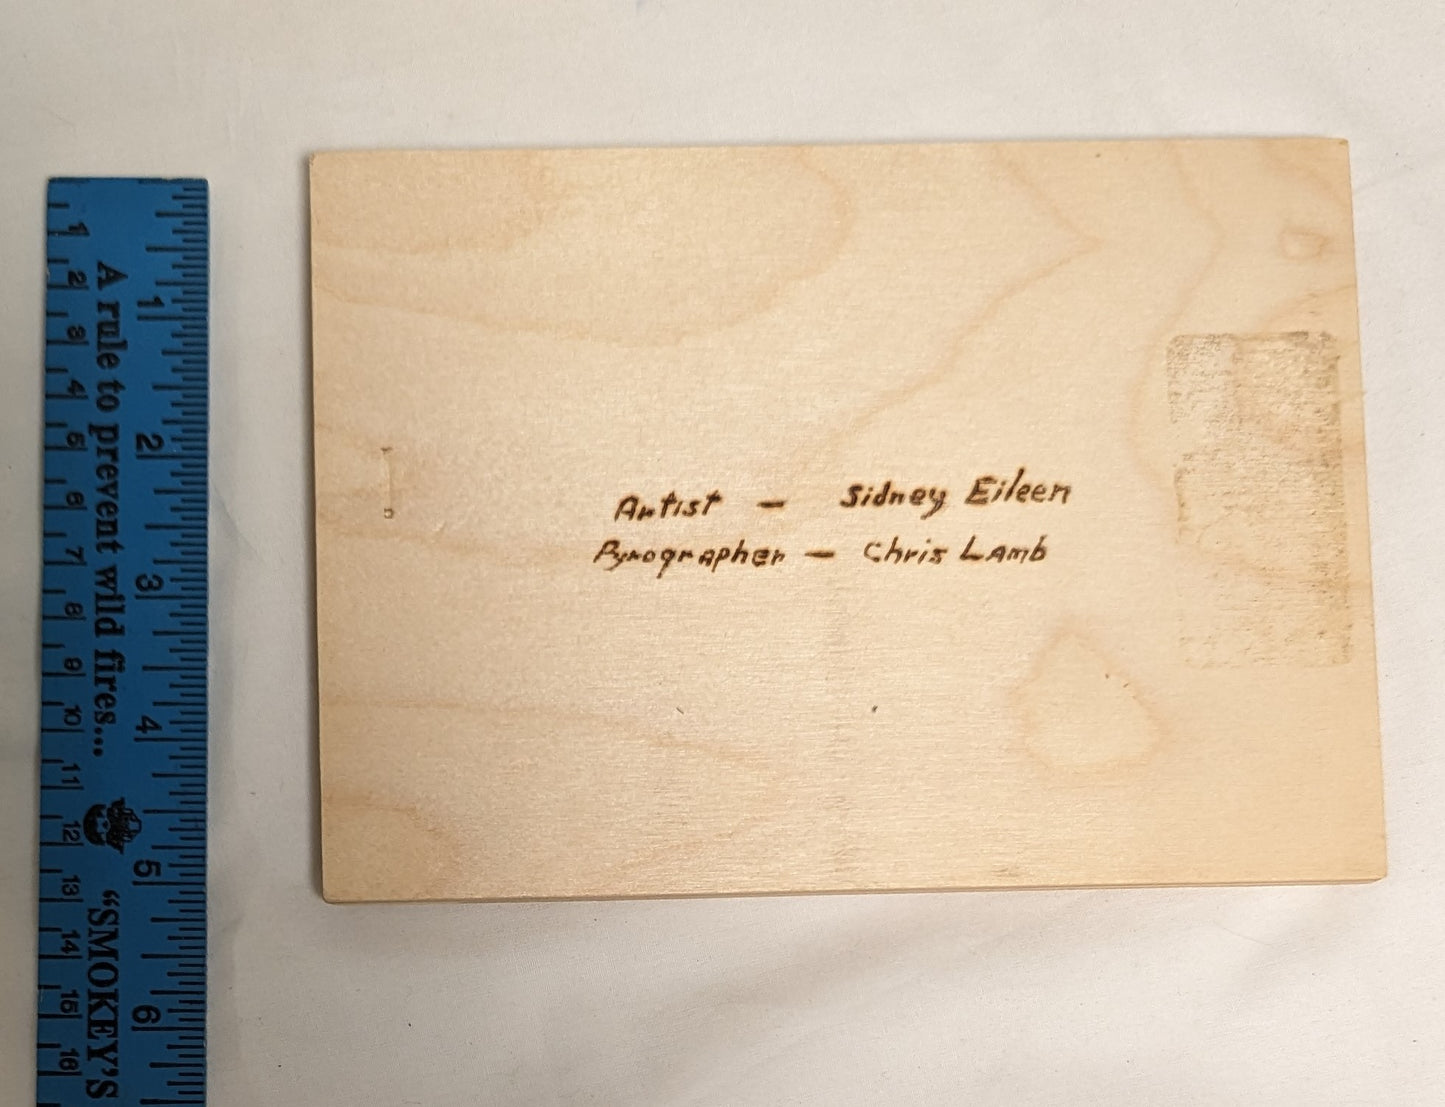 Artist — Sidney Eileen
Pyrographer — Chris Lamb
A rule to prevent wild fires... "SMOKEY'S
1 2 3 4 5 6 7 8 9 10 11 12 13 14 15 16
1 2 3 4 5 6